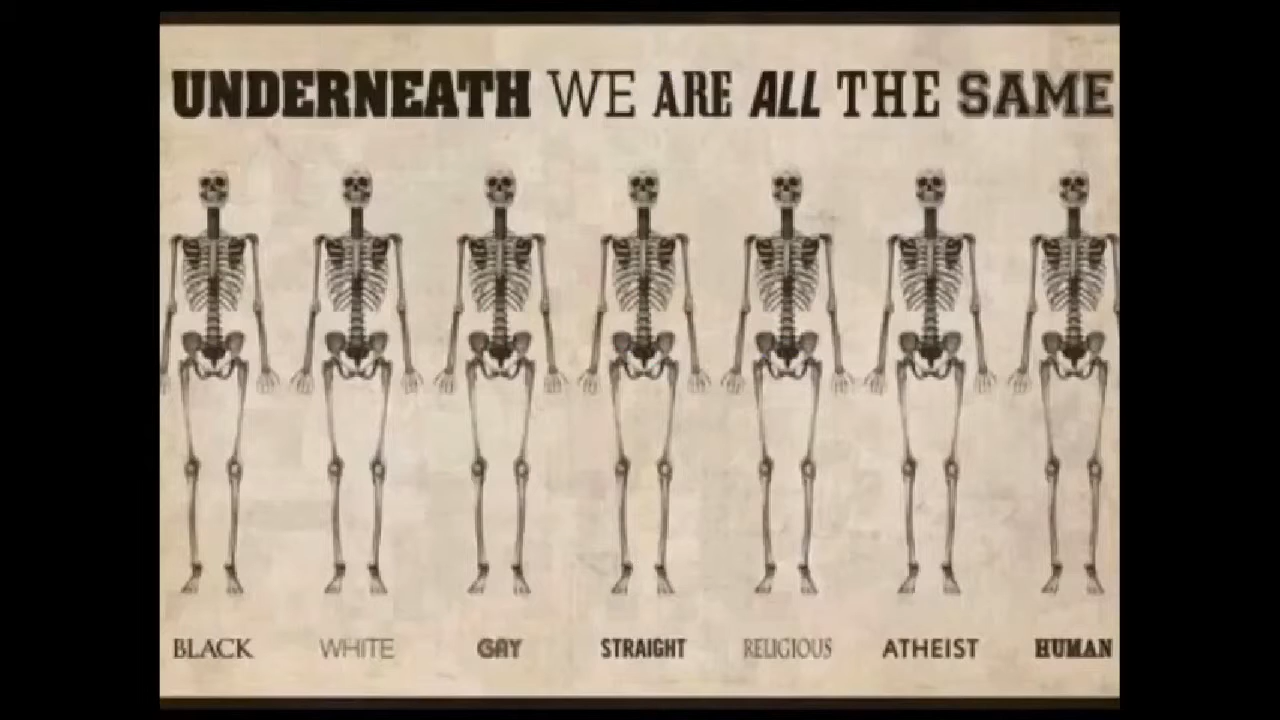 UNDERNEATH WE ARE ALL THE SAME
BLACK WHITE GAY STRAIGHT RELIGIOUS ATHEIST HUMAN